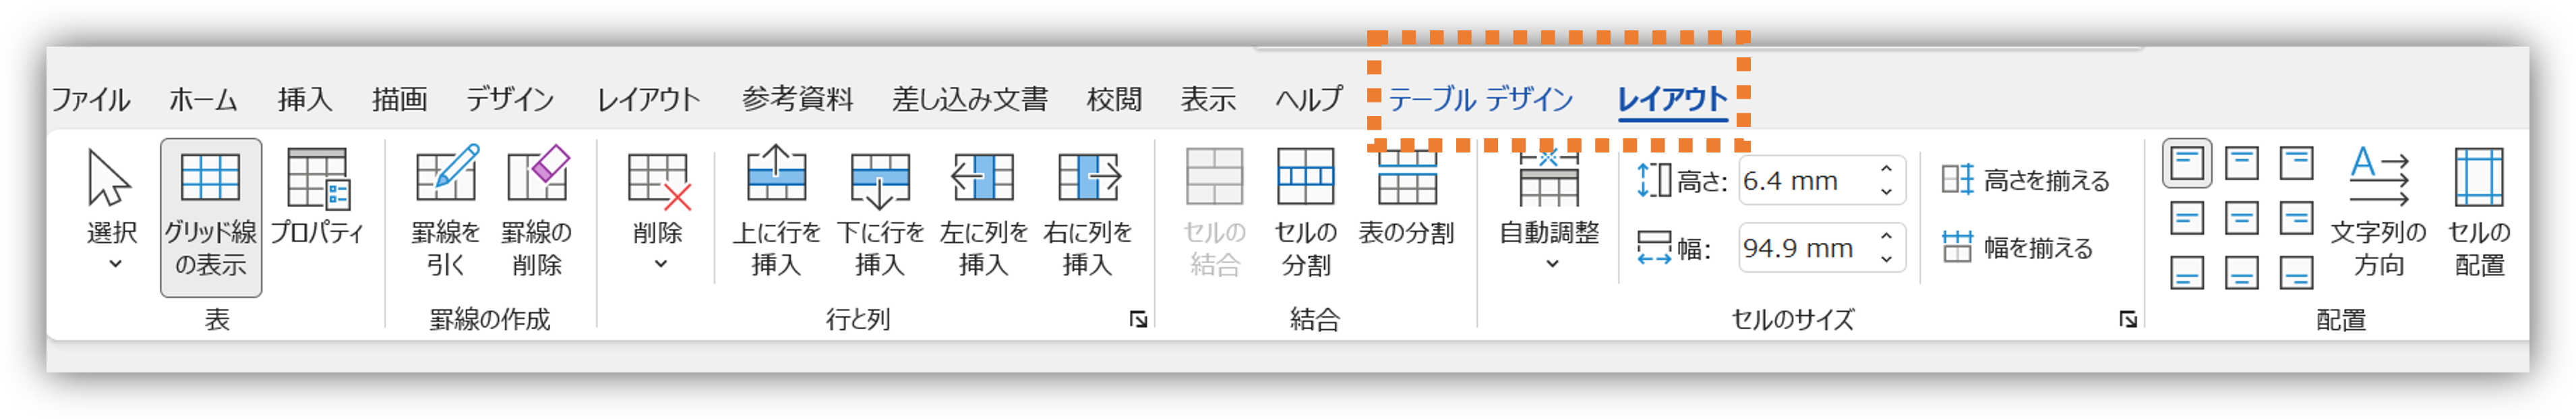 ファイル ホーム 挿入 描画 デザイン レイアウト 参考資料 差し込み文書 校閲 表示 ヘルプ テーブル デザイン レイアウト
選択
グリッド線
の表示
プロパティ
表
罫線を
引く
罫線の
削除
罫線の作成
削除
上に行を
挿入
下に行を
挿入
左に列を
挿入
右に列を
挿入
行と列
セルの
結合
セルの
分割
表の分割
結合
自動調整
高さ: 6.4 mm
幅: 94.9 mm
高さを揃える
幅を揃える
セルのサイズ
A
文字列の
方向
セルの
配置
配置